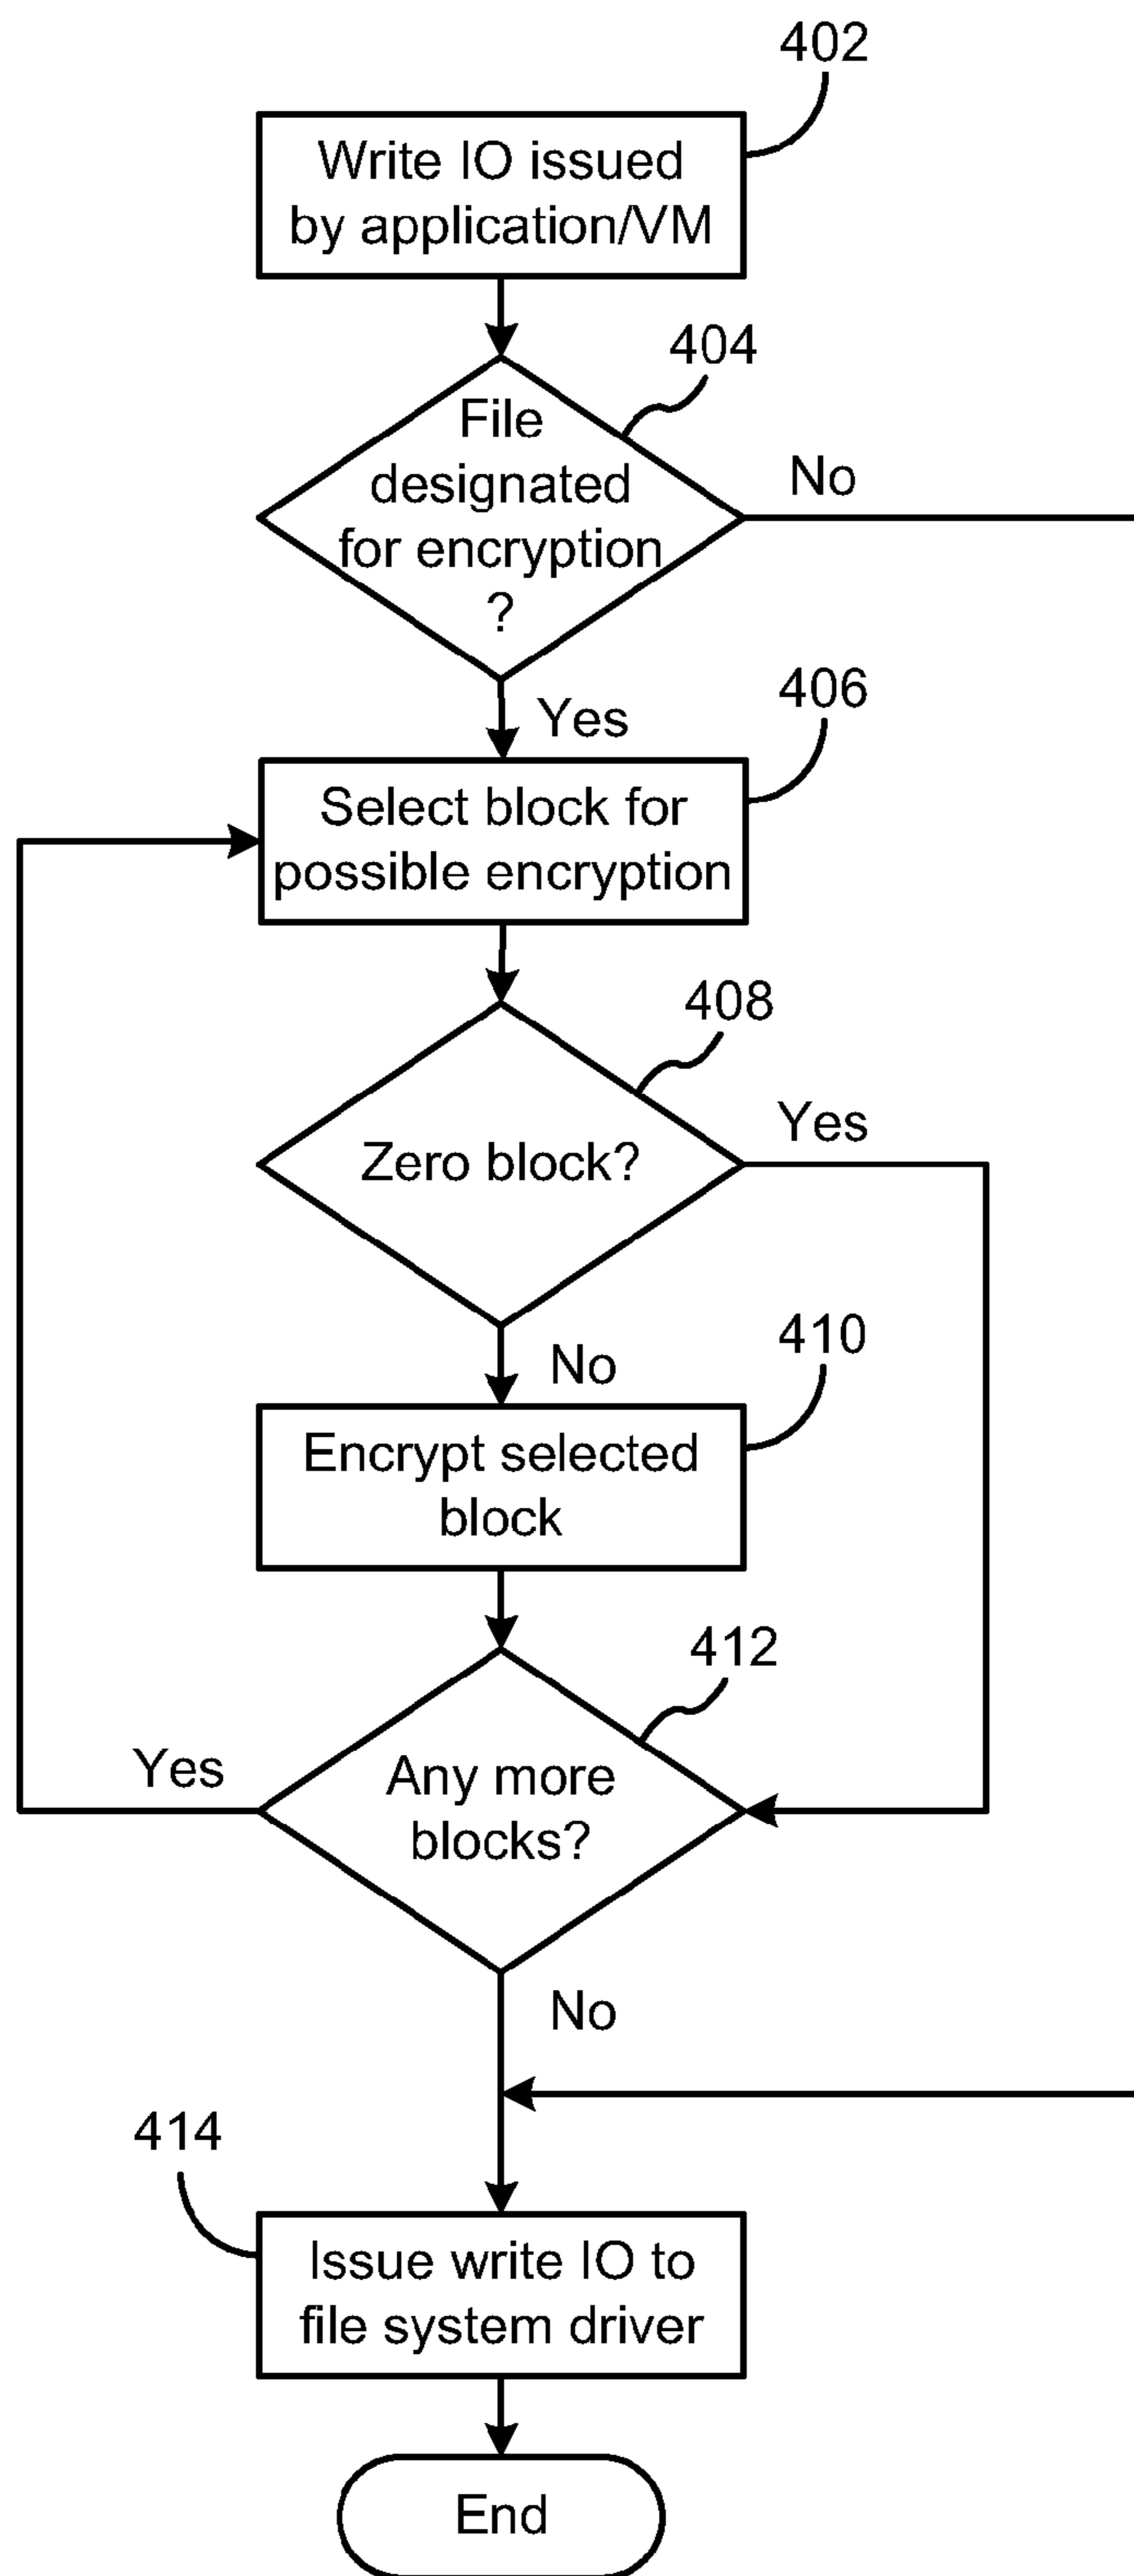 402
Write IO issued
by application/VM
404
File
designated
for encryption
?
No
Yes
406
Select block for
possible encryption
408
Zero block?
Yes
No
410
Encrypt selected
block
412
Any more
blocks?
Yes
No
414
Issue write IO to
file system driver
End